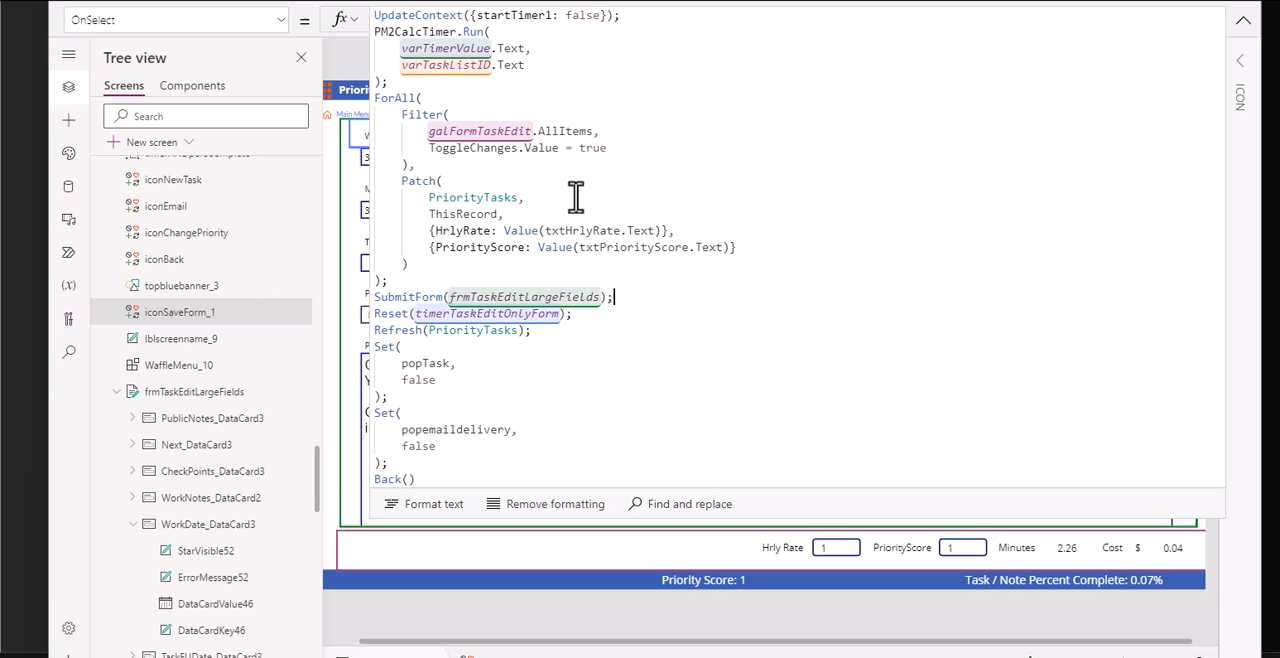 OnSelect
=
fx
UpdateContext({startTimer1: false});
PM2CalcTimer.Run(
varTimerValue.Text,
varTaskListID.Text
);
ForAll(
Filter(
galFormTaskEdit.AllItems,
ToggleChanges.Value = true
),
Patch(
PriorityTasks,
ThisRecord,
{HrlyRate: Value(txtHrlyRate.Text)},
{PriorityScore: Value(txtPriorityScore.Text)}
)
);
SubmitForm(frmTaskEditLargeFields);
Reset(timerTaskEditOnlyForm);
Refresh(PriorityTasks);
Set(
popTask,
false
);
Set(
popemaildelivery,
false
);
Back()
Format text
Remove formatting
Find and replace
Tree view
Screens
Components
Search
New screen
iconNewTask
iconEmail
iconChangePriority
iconBack
topbluebanner_3
iconSaveForm_1
lblscreenname_9
WaffleMenu_10
frmTaskEditLargeFields
PublicNotes_DataCard3
Next_DataCard3
CheckPoints_DataCard3
WorkNotes_DataCard2
WorkDate_DataCard3
StarVisible52
ErrorMessage52
DataCardValue46
DataCardKey46
Priori
Main Men
ICON
Hrly Rate 1 PriorityScore 1 Minutes 2.26 Cost $ 0.04
Priority Score: 1
Task / Note Percent Complete: 0.07%